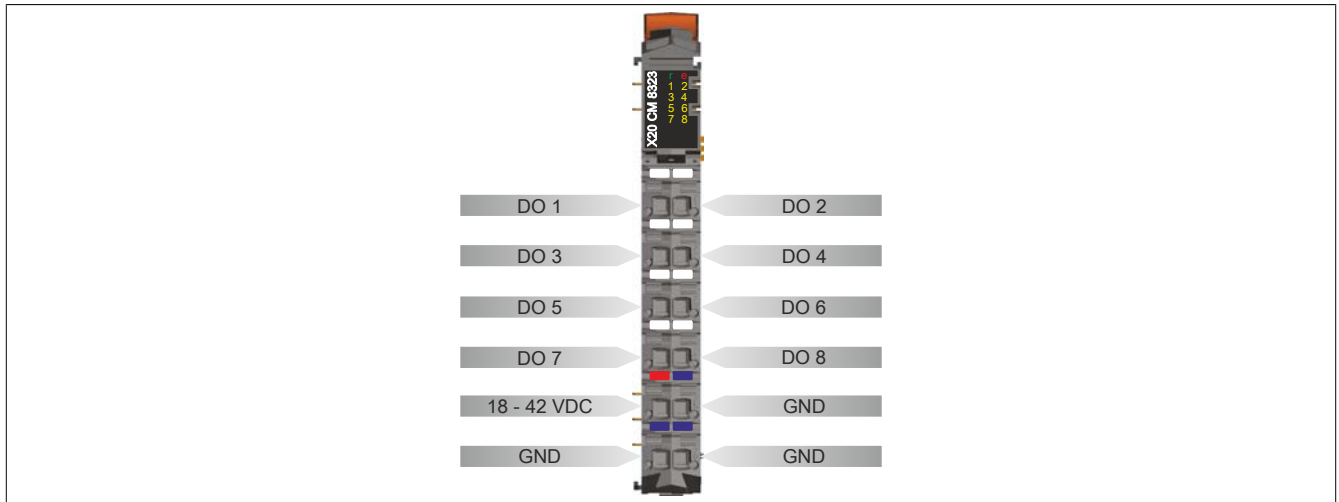 X20 CM 8323
r e
1 2
3 4
5 6
7 8
DO 1 DO 2
DO 3 DO 4
DO 5 DO 6
DO 7 DO 8
18 - 42 VDC GND
GND GND